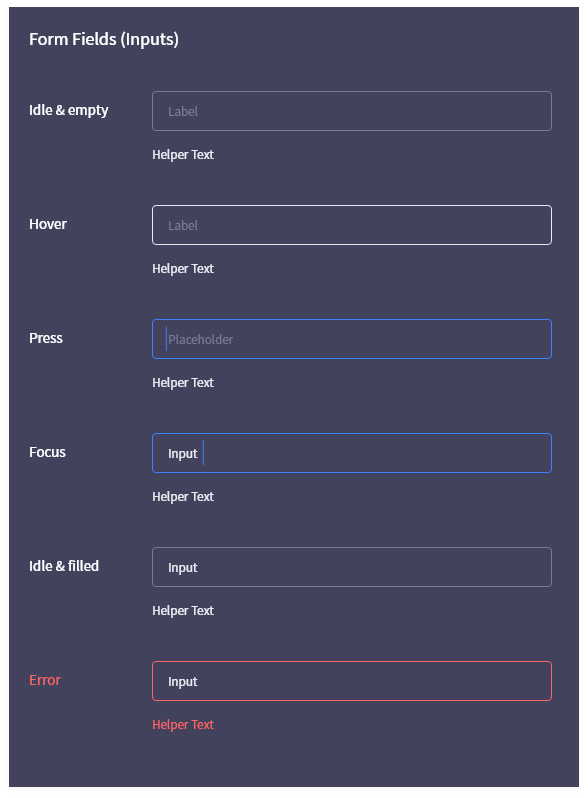 Form Fields (Inputs)
Idle & empty
Label
Helper Text
Hover
Label
Helper Text
Press
Placeholder
Helper Text
Focus
Input
Helper Text
Idle & filled
Input
Helper Text
Error
Input
Helper Text